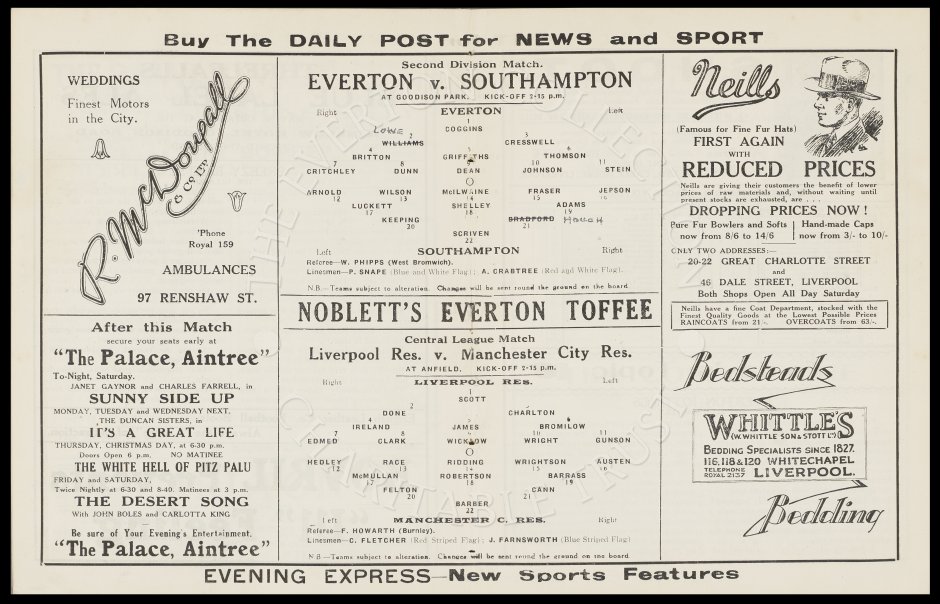 Buy The DAILY POST for NEWS and SPORT
WEDDINGS
Finest Motors
in the City.
R. McDougall
& Co LTD
'Phone
Royal 159
AMBULANCES
97 RENSHAW ST.
After this Match
secure your seats early at
"The Palace, Aintree"
To-Night, Saturday.
JANET GAYNOR and CHARLES FARRELL, in
SUNNY SIDE UP
MONDAY, TUESDAY and WEDNESDAY NEXT.
THE DUNCAN SISTERS, in
IT'S A GREAT LIFE
THURSDAY, CHRISTMAS DAY, at 6-30 p.m.
Doors Open 6 p.m. NO MATINEE
THE WHITE HELL OF PITZ PALU
FRIDAY and SATURDAY,
Twice Nightly at 6-30 and 8-40. Matinees at 3 p.m.
THE DESERT SONG
With JOHN BOLES and CARLOTTA KING
Be sure of Your Evening's Entertainment.
"The Palace, Aintree"
Second Division Match.
EVERTON v. SOUTHAMPTON
AT GOODISON PARK. KICK-OFF 2-15 p.m.
Right EVERTON Left
1
COGGINS
LOWE 2 3
WILLIAMS CRESSWELL
4 5 6
BRITTON GRIFFITHS THOMSON
7 8 9 10 11
CRITCHLEY DUNN DEAN JOHNSON STEIN
ARNOLD WILSON McILWAINE FRASER JEPSON
12 13 14 15 16
LUCKETT SHELLEY ADAMS
17 18 19
KEEPING BRADFORD HOUGH
20 21
SCRIVEN
22
Left SOUTHAMPTON Right
Referee—W. PHIPPS (West Bromwich).
Linesmen—P. SNAPE (Blue and White Flag); A. CRABTREE (Red and White Flag).
N.B.—Teams subject to alteration. Changes will be sent round the ground on the board
NOBLETT'S EVERTON TOFFEE
Central League Match
Liverpool Res. v. Manchester City Res.
AT ANFIELD. KICK-OFF 2-15 p.m.
Right LIVERPOOL RES. Left
1
SCOTT
2
DONE CHARLTON
4 6
IRELAND JAMES BROMILOW
7 8 9 10 11
EDMED CLARK WICKLOW WRIGHT GUNSON
HEDLEY RACE RIDDING WRIGHTSON AUSTEN
12 13 14 15 16
McMULLAN ROBERTSON BARRASS
17 18 19
FELTON CANN
20 21
BARBER
22
Left MANCHESTER C. RES. Right
Referee—F. HOWARTH (Burnley).
Linesmen—C. FLETCHER (Red Striped Flag); J. FARNSWORTH (Blue Striped Flag)
N.B.—Teams subject to alteration. Changes will be sent round the ground on the board
Neills
(Famous for Fine Fur Hats)
FIRST AGAIN
WITH
REDUCED PRICES
Neills are giving their customers the benefit of lower
prices of raw materials and, without waiting until
present stocks are exhausted, are . . .
DROPPING PRICES NOW!
Pure Fur Bowlers and Softs
now from 8/6 to 14/6
Hand-made Caps
now from 3/- to 10/-
ONLY TWO ADDRESSES:—
20-22 GREAT CHARLOTTE STREET
and
46 DALE STREET, LIVERPOOL
Both Shops Open All Day Saturday
Neills have a fine Coat Department, stocked with the
Finest Quality Goods at the Lowest Possible Prices
RAINCOATS from 21/-. OVERCOATS from 63/-.
Bedsteads
WHITTLE'S
(W. WHITTLE SON & STOTT LTD)
BEDDING SPECIALISTS SINCE 1827.
116, 118 & 120 WHITECHAPEL
TELEPHONE
ROYAL 2137 LIVERPOOL.
Bedding
EVENING EXPRESS—New Sports Features